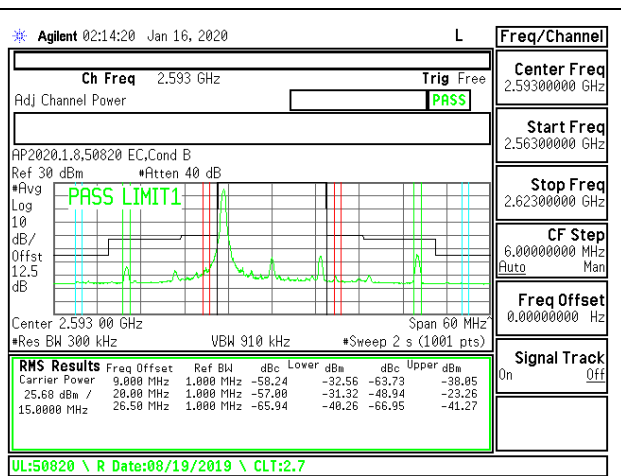 Agilent 02:14:20 Jan 16, 2020 L
Freq/Channel
Ch Freq 2.593 GHz Trig Free
Adj Channel Power PASS
AP2020.1.8,50820 EC,Cond B
Ref 30 dBm #Atten 40 dB
#Avg
Log
10
dB/
Offst
12.5
dB
PASS LIMIT1
Center 2.593 00 GHz Span 60 MHz^
#Res BW 300 kHz VBW 910 kHz #Sweep 2 s (1001 pts)
RMS Results Freq Offset Ref BW dBc Lower dBm dBc Upper dBm
Carrier Power 9.000 MHz 1.000 MHz -58.24 -32.56 -63.73 -38.05
25.68 dBm / 20.00 MHz 1.000 MHz -57.00 -31.32 -48.94 -23.26
15.0000 MHz 26.50 MHz 1.000 MHz -65.94 -40.26 -66.95 -41.27
UL:50820 \ R Date:08/19/2019 \ CLT:2.7
Center Freq
2.59300000 GHz
Start Freq
2.56300000 GHz
Stop Freq
2.62300000 GHz
CF Step
6.00000000 MHz
Auto Man
Freq Offset
0.00000000 Hz
Signal Track
On Off